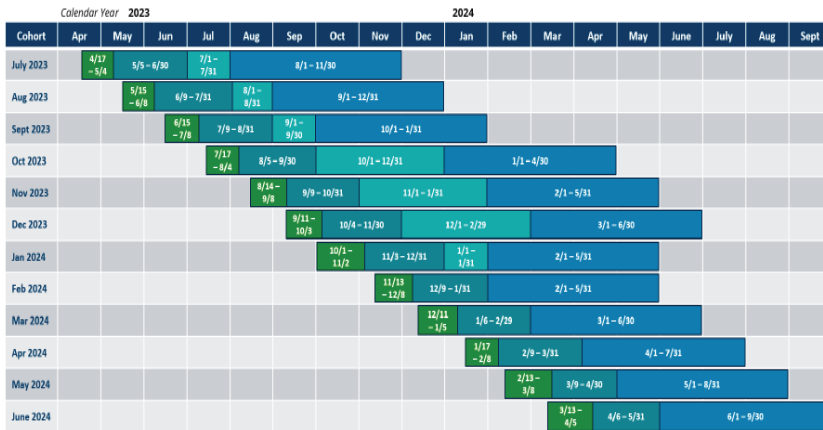 Calendar Year 2023 2024
Cohort Apr May Jun Jul Aug Sep Oct Nov Dec Jan Feb Mar Apr May June July Aug Sept
July 2023 4/17 – 5/4 5/5 – 6/30 7/1 – 7/31 8/1 – 11/30
Aug 2023 5/15 – 6/8 6/9 – 7/31 8/1 – 8/31 9/1 – 12/31
Sept 2023 6/15 – 7/8 7/9 – 8/31 9/1 – 9/30 10/1 – 1/31
Oct 2023 7/17 – 8/4 8/5 – 9/30 10/1 – 12/31 1/1 – 4/30
Nov 2023 8/14 – 9/8 9/9 – 10/31 11/1 – 1/31 2/1 – 5/31
Dec 2023 9/11 – 10/3 10/4 – 11/30 12/1 – 2/29 3/1 – 6/30
Jan 2024 10/1 – 11/2 11/3 – 12/31 1/1 – 1/31 2/1 – 5/31
Feb 2024 11/13 – 12/8 12/9 – 1/31 2/1 – 5/31
Mar 2024 12/11 – 1/5 1/6 – 2/29 3/1 – 6/30
Apr 2024 1/17 – 2/8 2/9 – 3/31 4/1 – 7/31
May 2024 2/13 – 3/8 3/9 – 4/30 5/1 – 8/31
June 2024 3/13 – 4/5 4/6 – 5/31 6/1 – 9/30